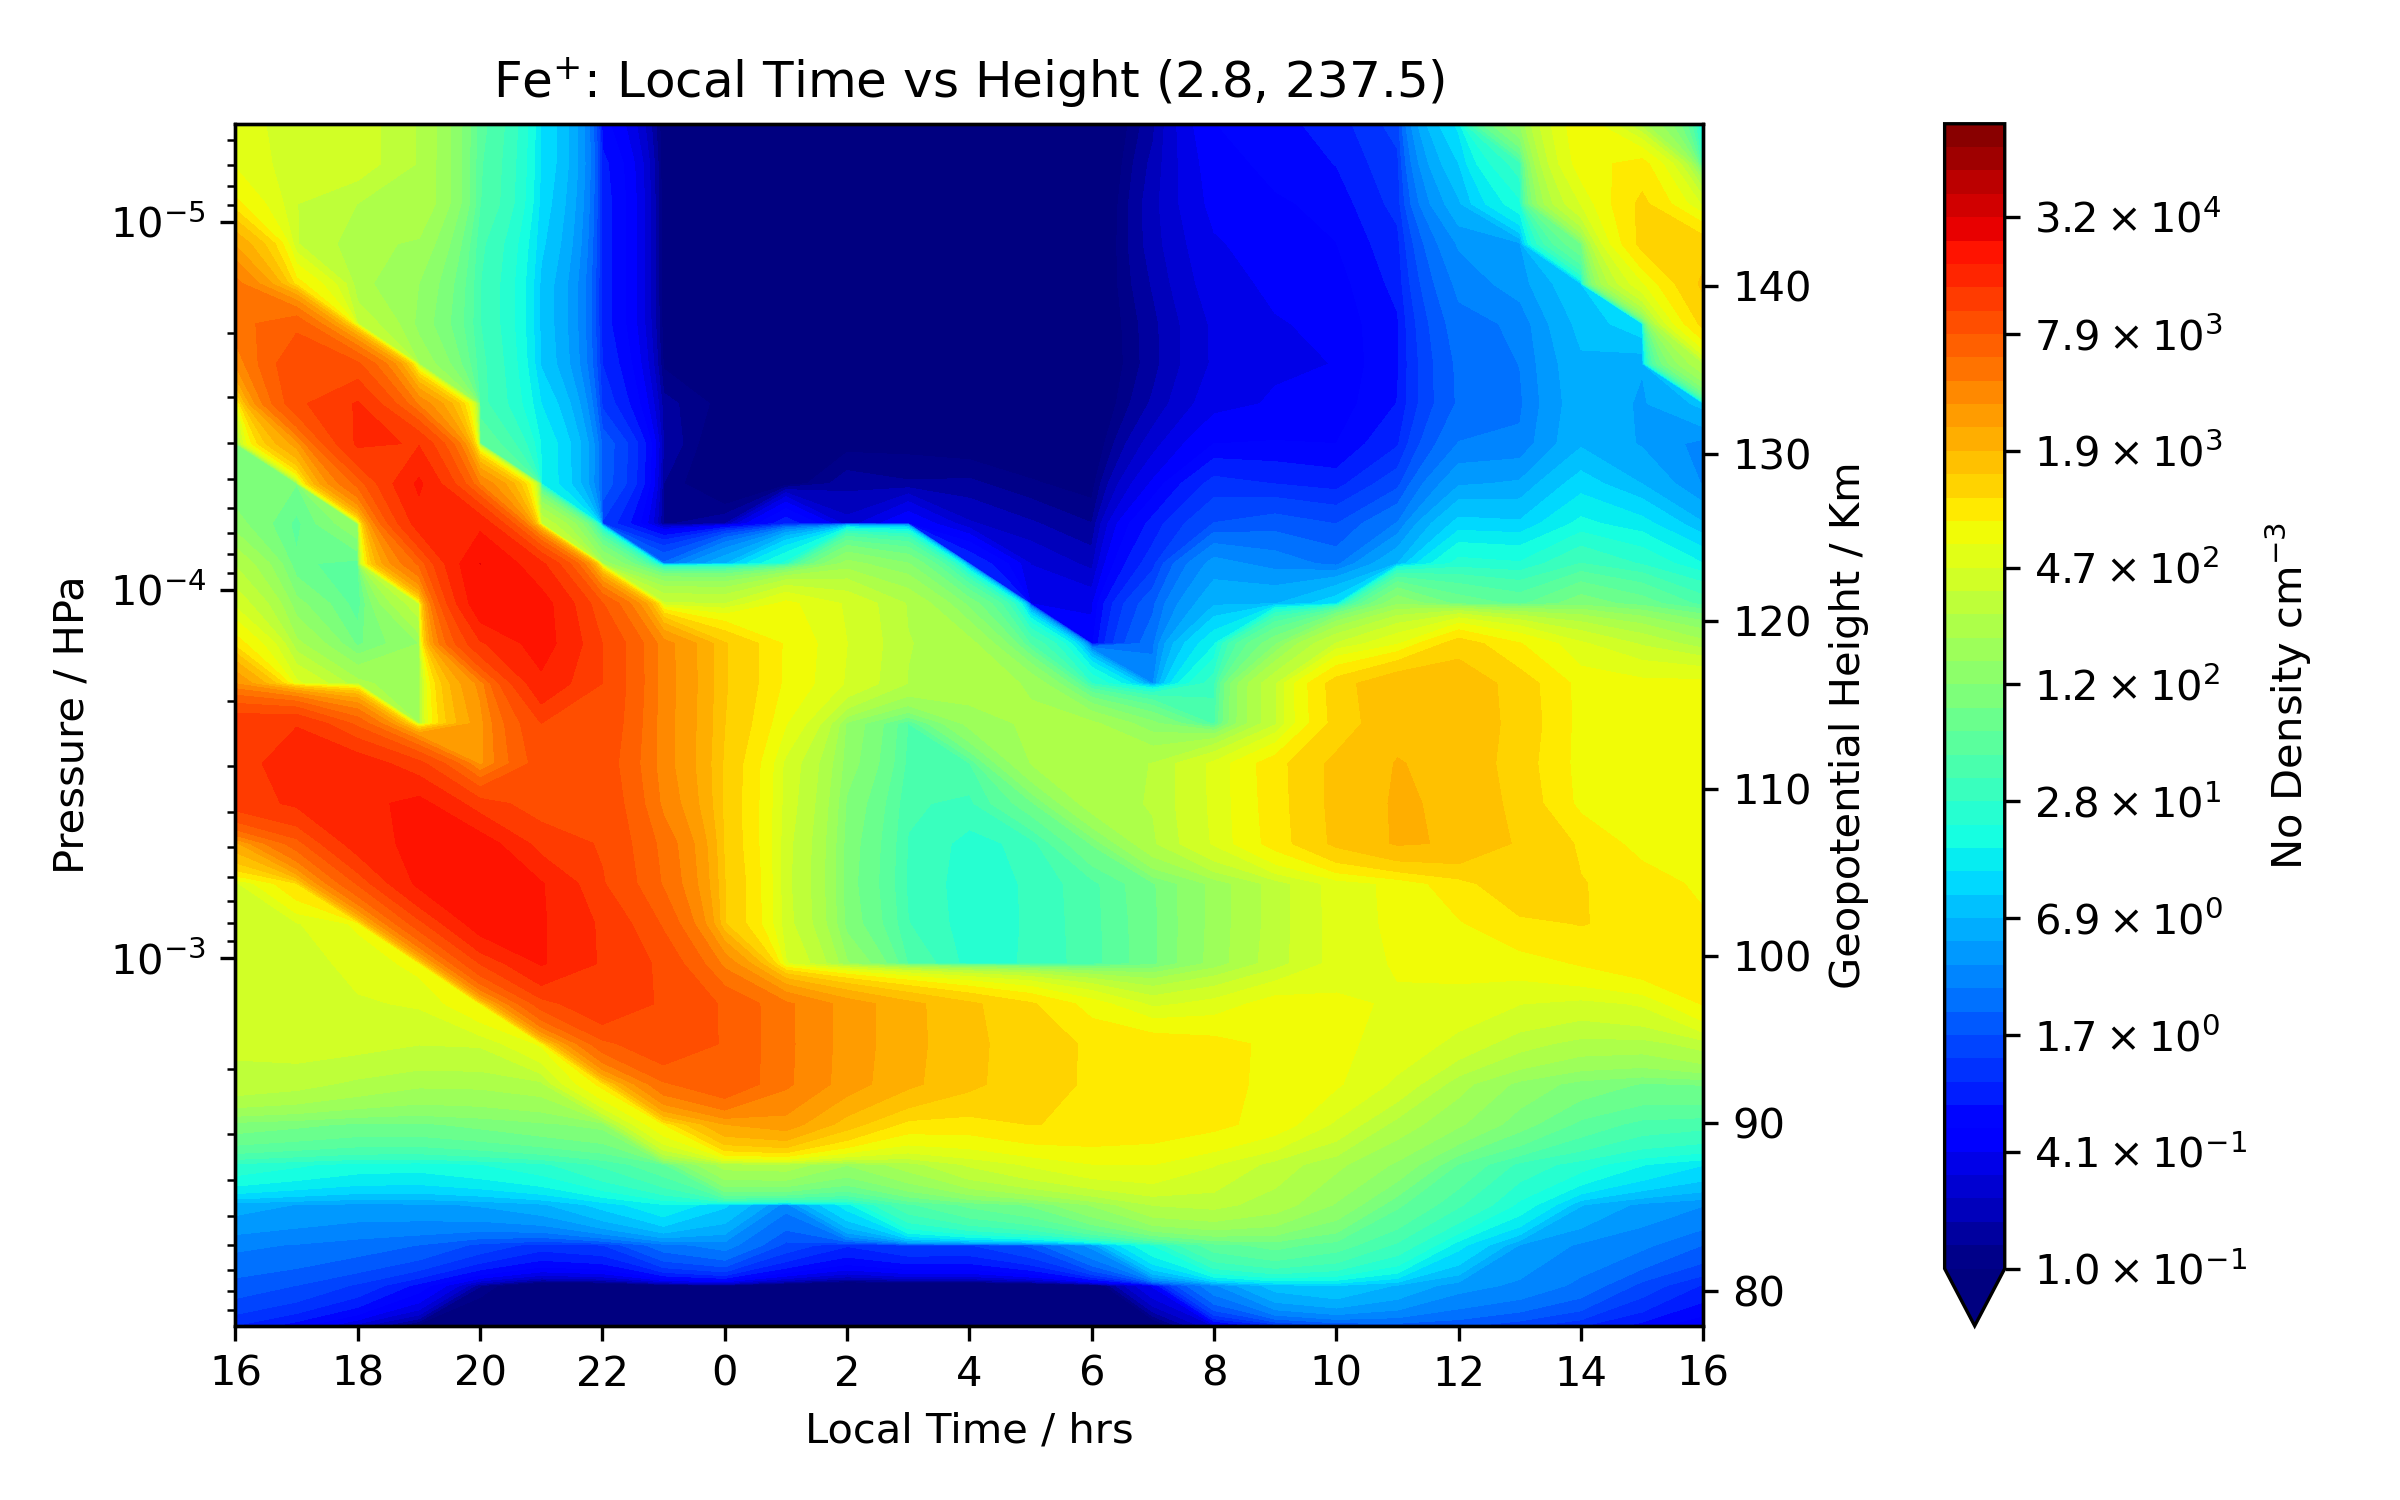 Fe⁺: Local Time vs Height (2.8, 237.5)
Pressure / HPa
10⁻⁵
10⁻⁴
10⁻³
140
130
120
110
100
90
80
Geopotential Height / Km
16 18 20 22 0 2 4 6 8 10 12 14 16
Local Time / hrs
3.2 × 10⁴
7.9 × 10³
1.9 × 10³
4.7 × 10²
1.2 × 10²
2.8 × 10¹
6.9 × 10⁰
1.7 × 10⁰
4.1 × 10⁻¹
1.0 × 10⁻¹
No Density cm⁻³